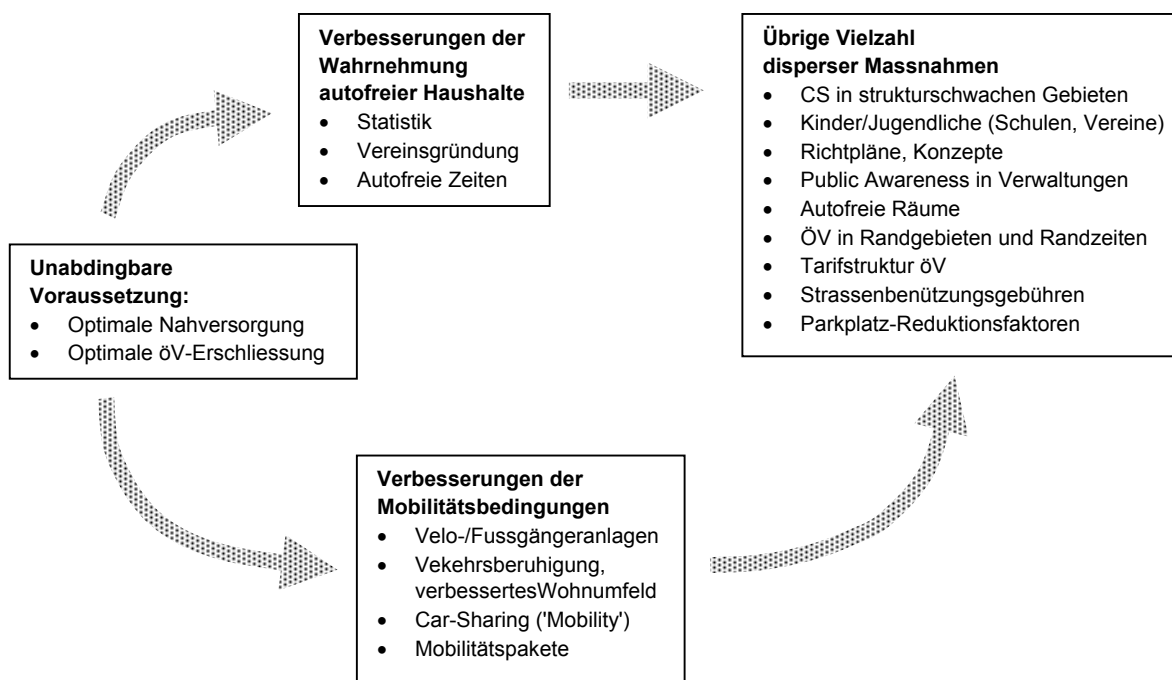 Verbesserungen der
Wahrnehmung
autofreier Haushalte
• Statistik
• Vereinsgründung
• Autofreie Zeiten
Übrige Vielzahl
disperser Massnahmen
• CS in strukturschwachen Gebieten
• Kinder/Jugendliche (Schulen, Vereine)
• Richtpläne, Konzepte
• Public Awareness in Verwaltungen
• Autofreie Räume
• ÖV in Randgebieten und Randzeiten
• Tarifstruktur öV
• Strassenbenützungsgebühren
• Parkplatz-Reduktionsfaktoren
Unabdingbare
Voraussetzung:
• Optimale Nahversorgung
• Optimale öV-Erschliessung
Verbesserungen der
Mobilitätsbedingungen
• Velo-/Fussgängeranlagen
• Vekehrsberuhigung,
verbessertesWohnumfeld
• Car-Sharing ('Mobility')
• Mobilitätspakete